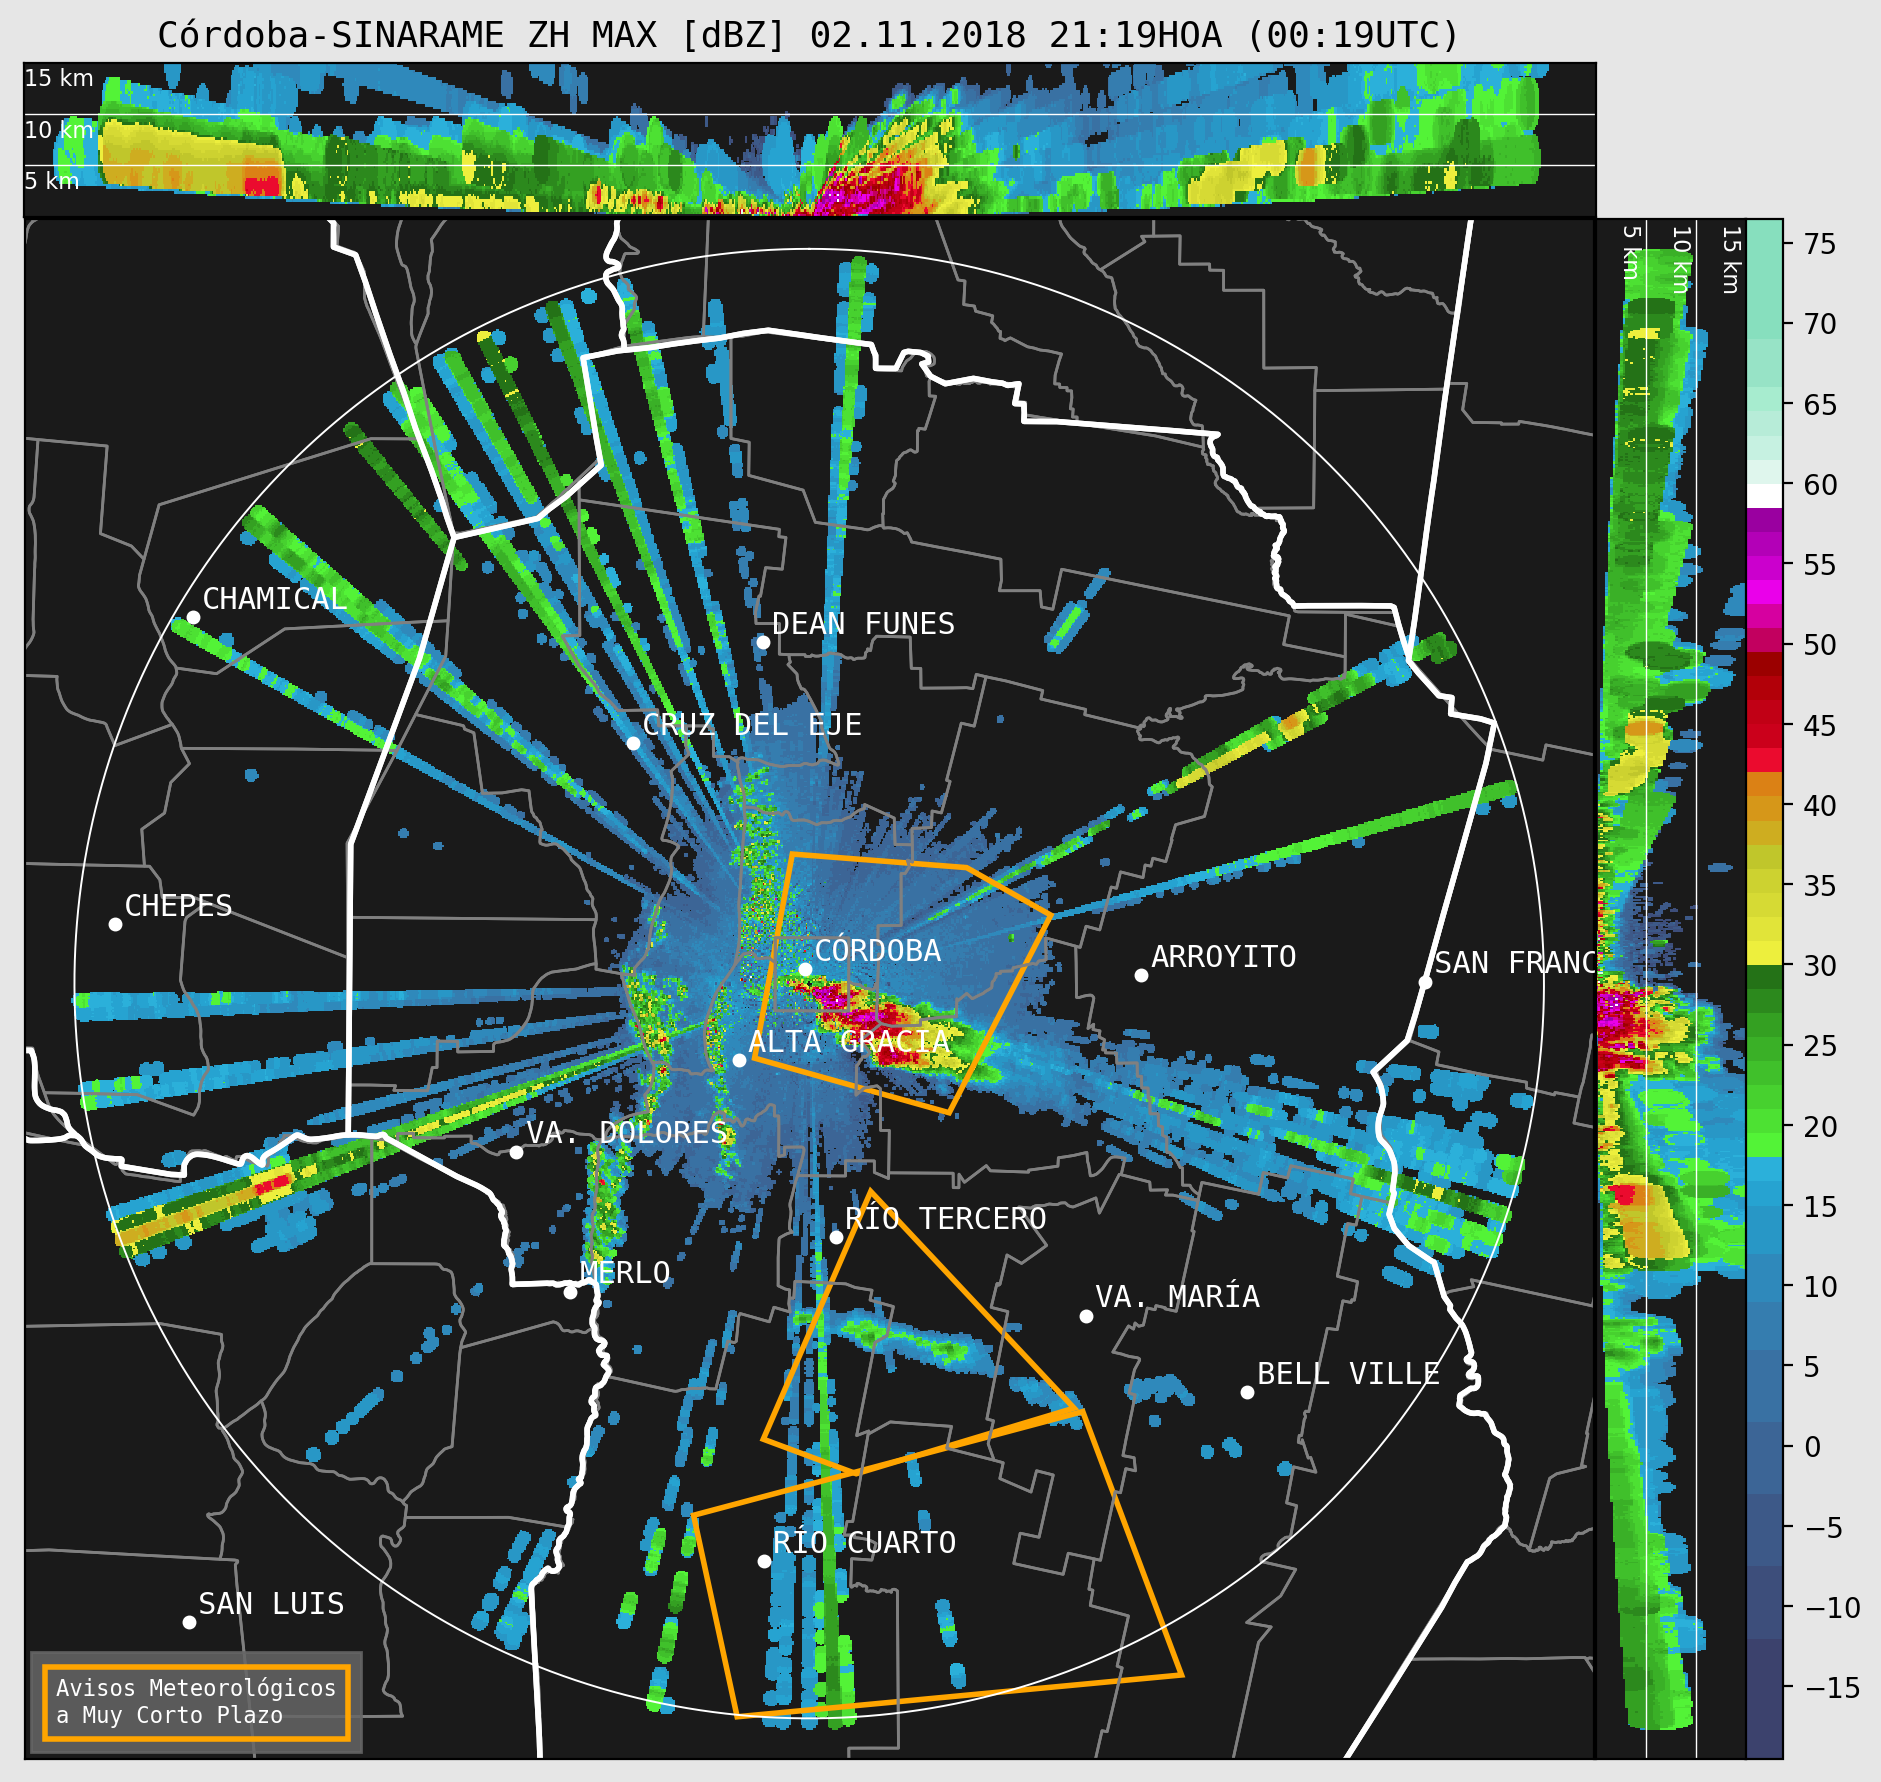 Córdoba-SINARAME ZH MAX [dBZ] 02.11.2018 21:19HOA (00:19UTC)
15 km
10 km
5 km
5 km
10 km
15 km
75
70
65
60
55
50
45
40
35
30
25
20
15
10
5
0
−5
−10
−15
CHAMICAL
DEAN FUNES
CRUZ DEL EJE
CHEPES
CÓRDOBA
ARROYITO
SAN FRANC
ALTA GRACIA
VA. DOLORES
RÍO TERCERO
MERLO
VA. MARÍA
BELL VILLE
RÍO CUARTO
SAN LUIS
Avisos Meteorológicos
a Muy Corto Plazo